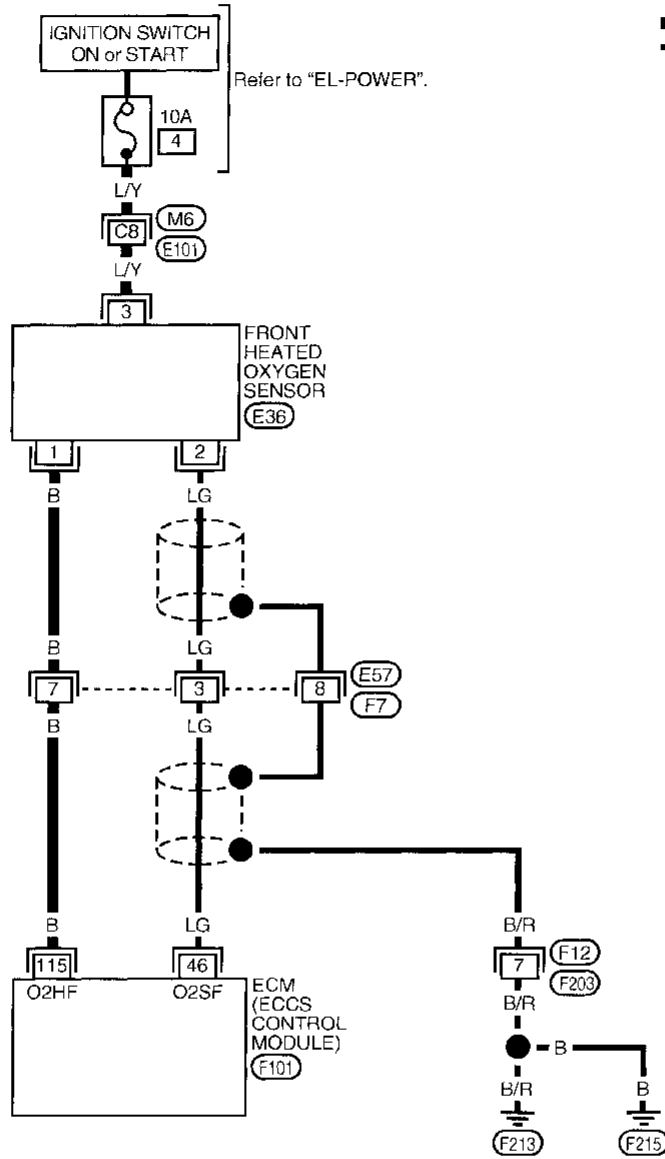 IGNITION SWITCH
ON or START
Refer to "EL-POWER".
10A
4
L/Y
C8
M6
E101
L/Y
3
FRONT
HEATED
OXYGEN
SENSOR
E36
1
2
B
LG
B
LG
7
3
8
E57
F7
B
LG
B
LG
B/R
115
46
7
F12
F203
O2HF
O2SF
ECM
(ECCS
CONTROL
MODULE)
F101
B/R
B
B/R
B
F213
F215